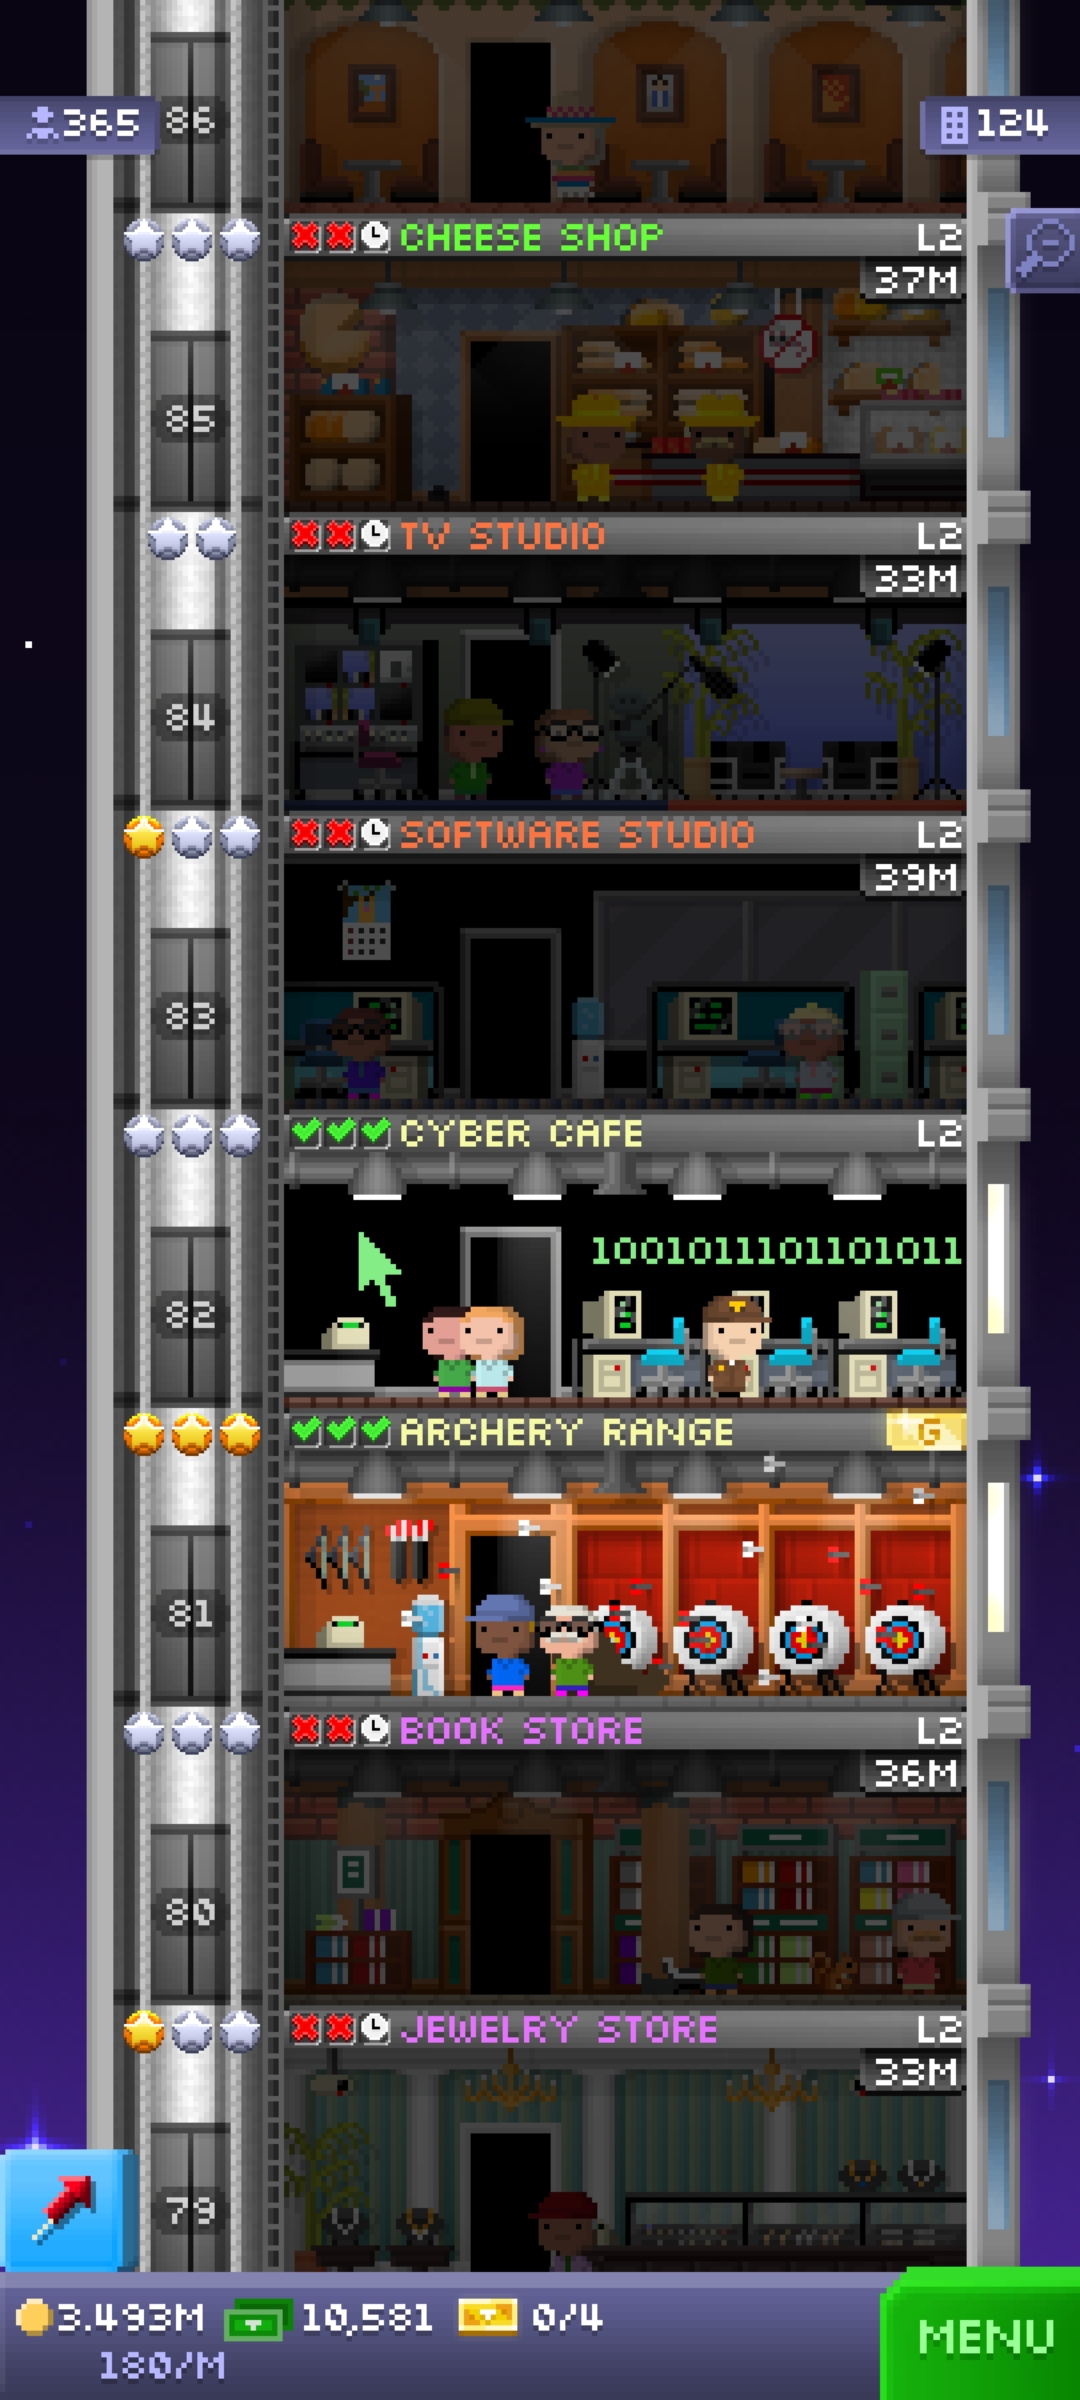 365
86
124
CHEESE SHOP
L2
37M
85
TV STUDIO
L2
33M
84
SOFTWARE STUDIO
L2
39M
83
CYBER CAFE
L2
1001011101101011
82
ARCHERY RANGE
G
81
BOOK STORE
L2
36M
80
JEWELRY STORE
L2
33M
79
3.493M
10,581
0/4
180/M
MENU